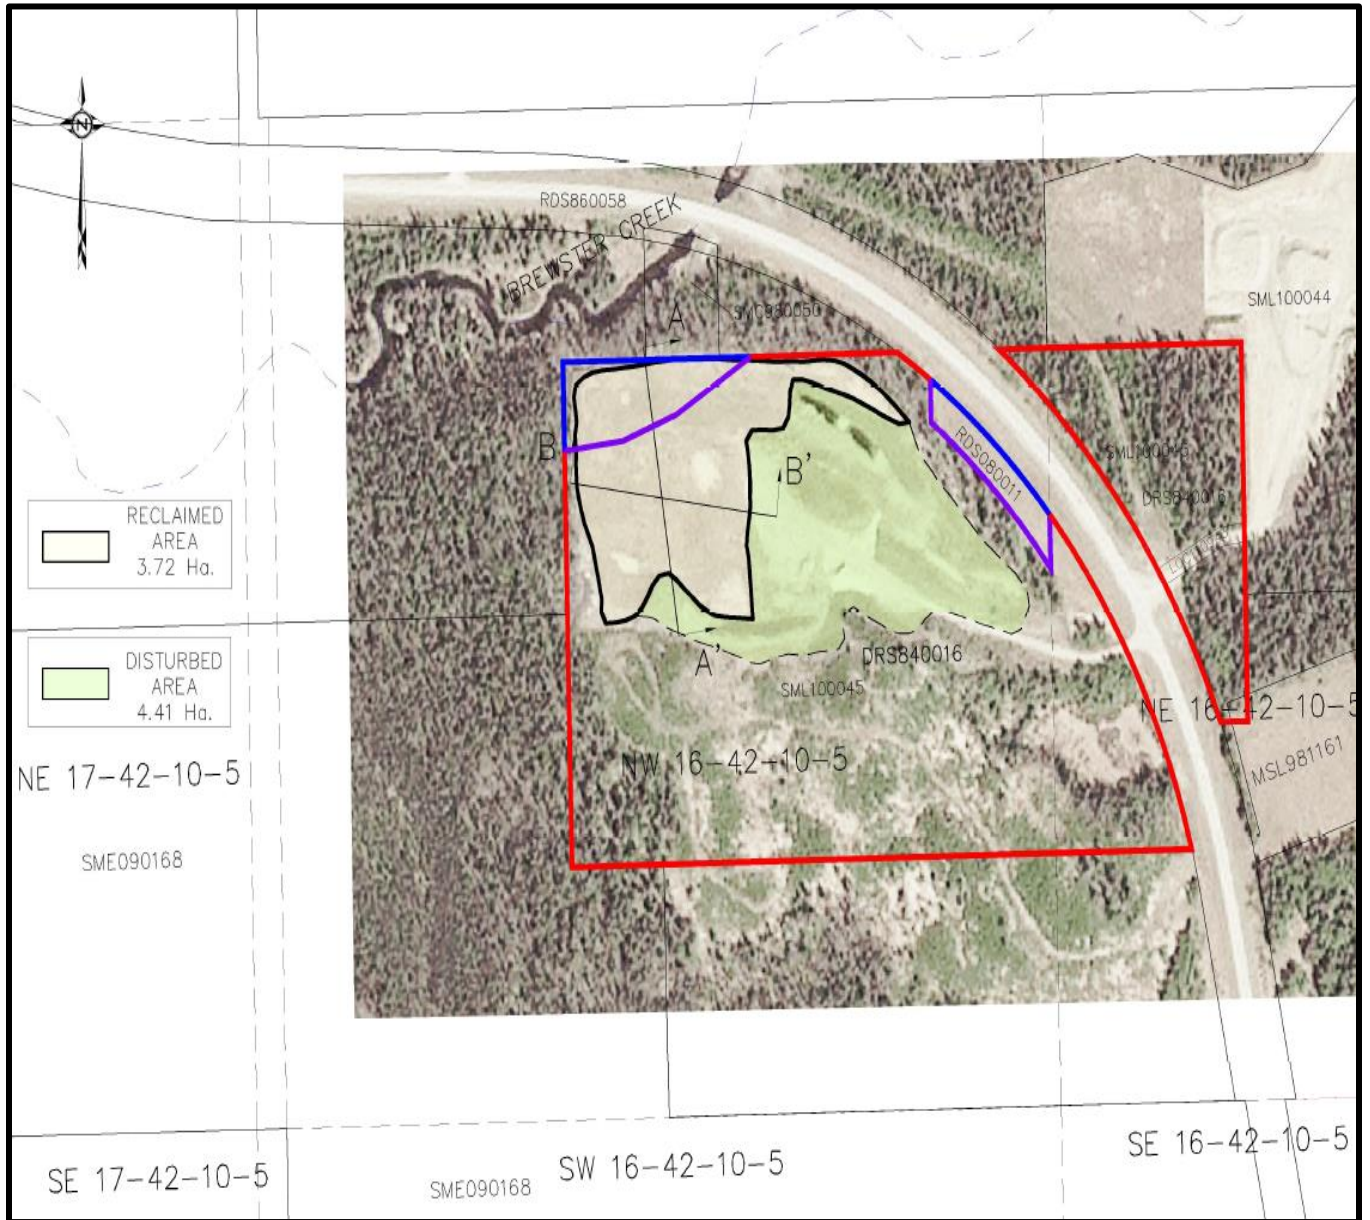 N
RDS860058
BREWSTER CREEK
SML100044
SMC980050
A
B
RDS080011
SML100045
DRS840016
B'
RECLAIMED
AREA
3.72 Ha.
DISTURBED
AREA
4.41 Ha.
A'
DRS840016
SML100045
NE 16-42-10-5
NW 16-42-10-5
MSL981161
NE 17-42-10-5
SME090168
SE 16-42-10-5
SW 16-42-10-5
SE 17-42-10-5
SME090168